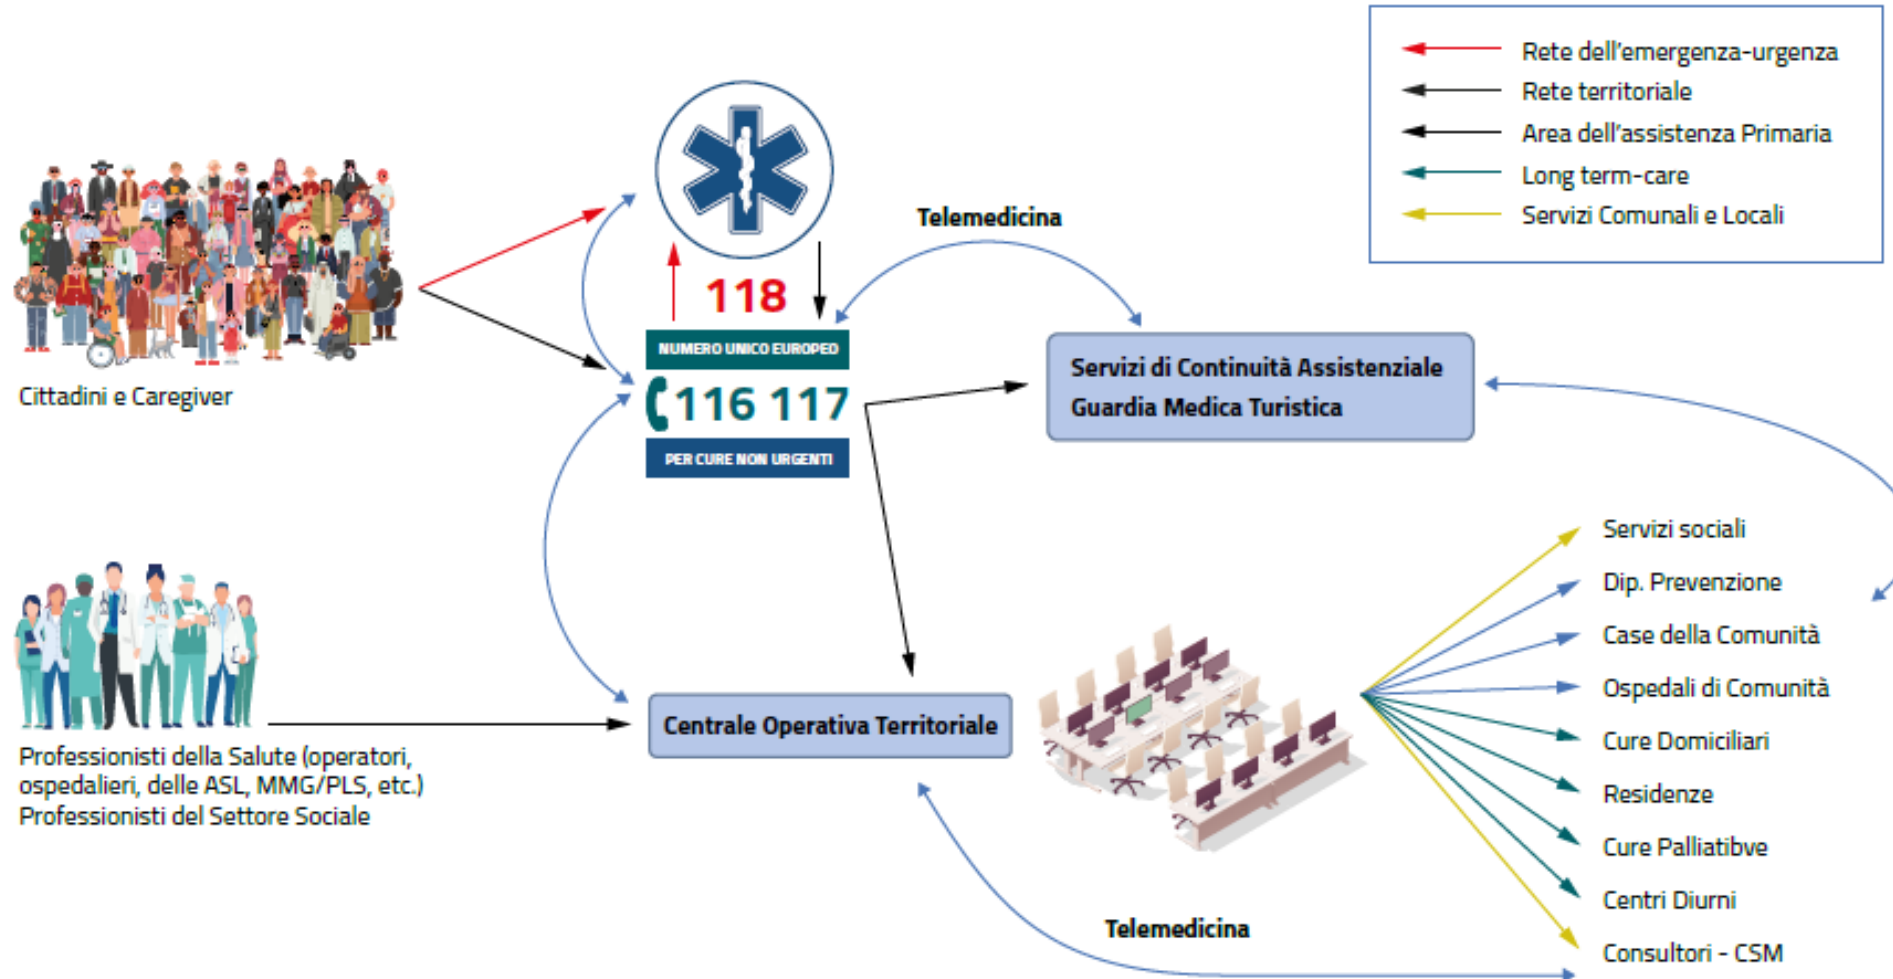 Rete dell'emergenza-urgenza
Rete territoriale
Area dell'assistenza Primaria
Long term-care
Servizi Comunali e Locali
Telemedicina
118
NUMERO UNICO EUROPEO
116 117
PER CURE NON URGENTI
Cittadini e Caregiver
Servizi di Continuità Assistenziale
Guardia Medica Turistica
Professionisti della Salute (operatori,
ospedalieri, delle ASL, MMG/PLS, etc.)
Professionisti del Settore Sociale
Centrale Operativa Territoriale
Servizi sociali
Dip. Prevenzione
Case della Comunità
Ospedali di Comunità
Cure Domiciliari
Residenze
Cure Palliatibve
Centri Diurni
Consultori - CSM
Telemedicina